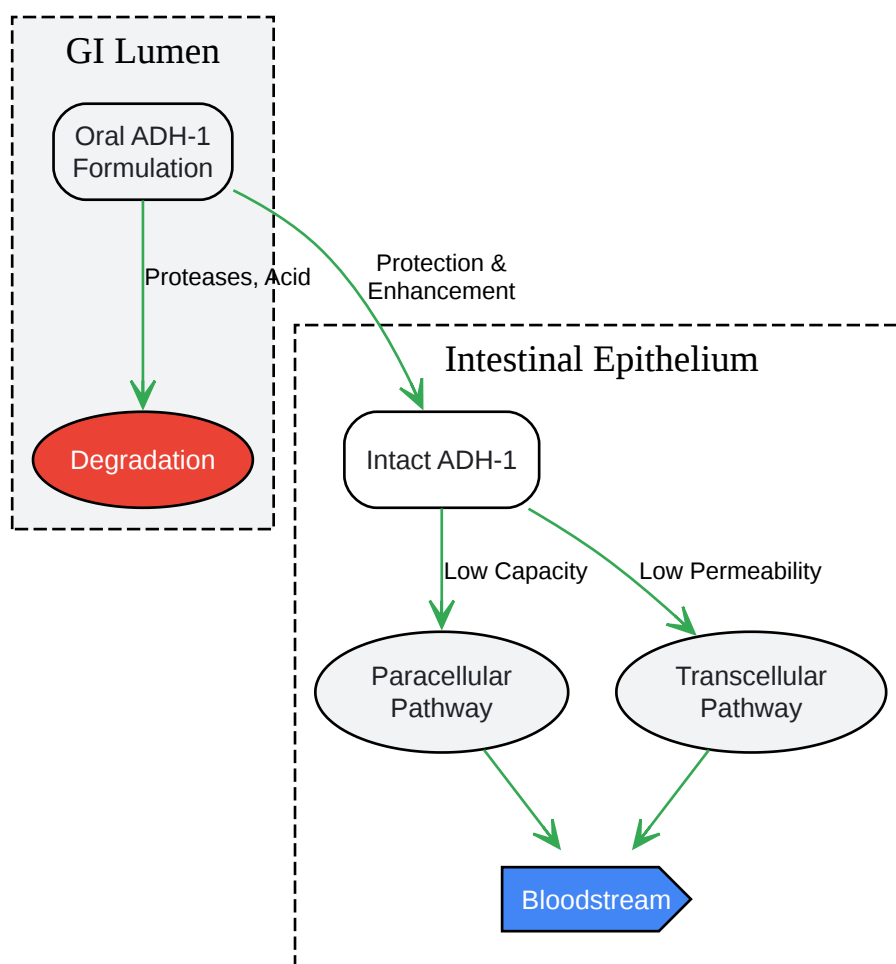 GI Lumen
Oral ADH-1
Formulation
Proteases, Acid
Protection &
Enhancement
Degradation
Intestinal Epithelium
Intact ADH-1
Low Capacity
Low Permeability
Paracellular
Pathway
Transcellular
Pathway
Bloodstream